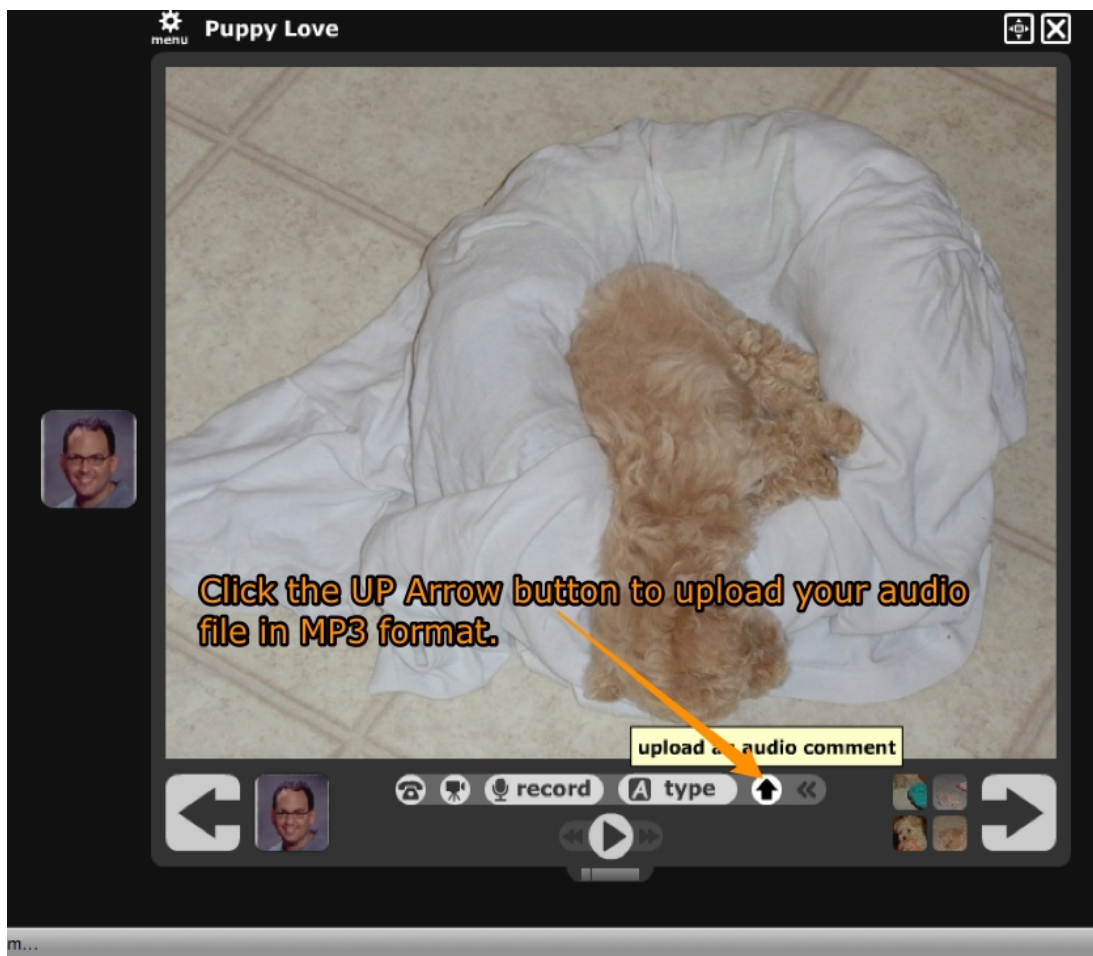 Puppy Love
menu
Click the UP Arrow button to upload your audio
file in MP3 format.
upload an audio comment
record
A type
m...